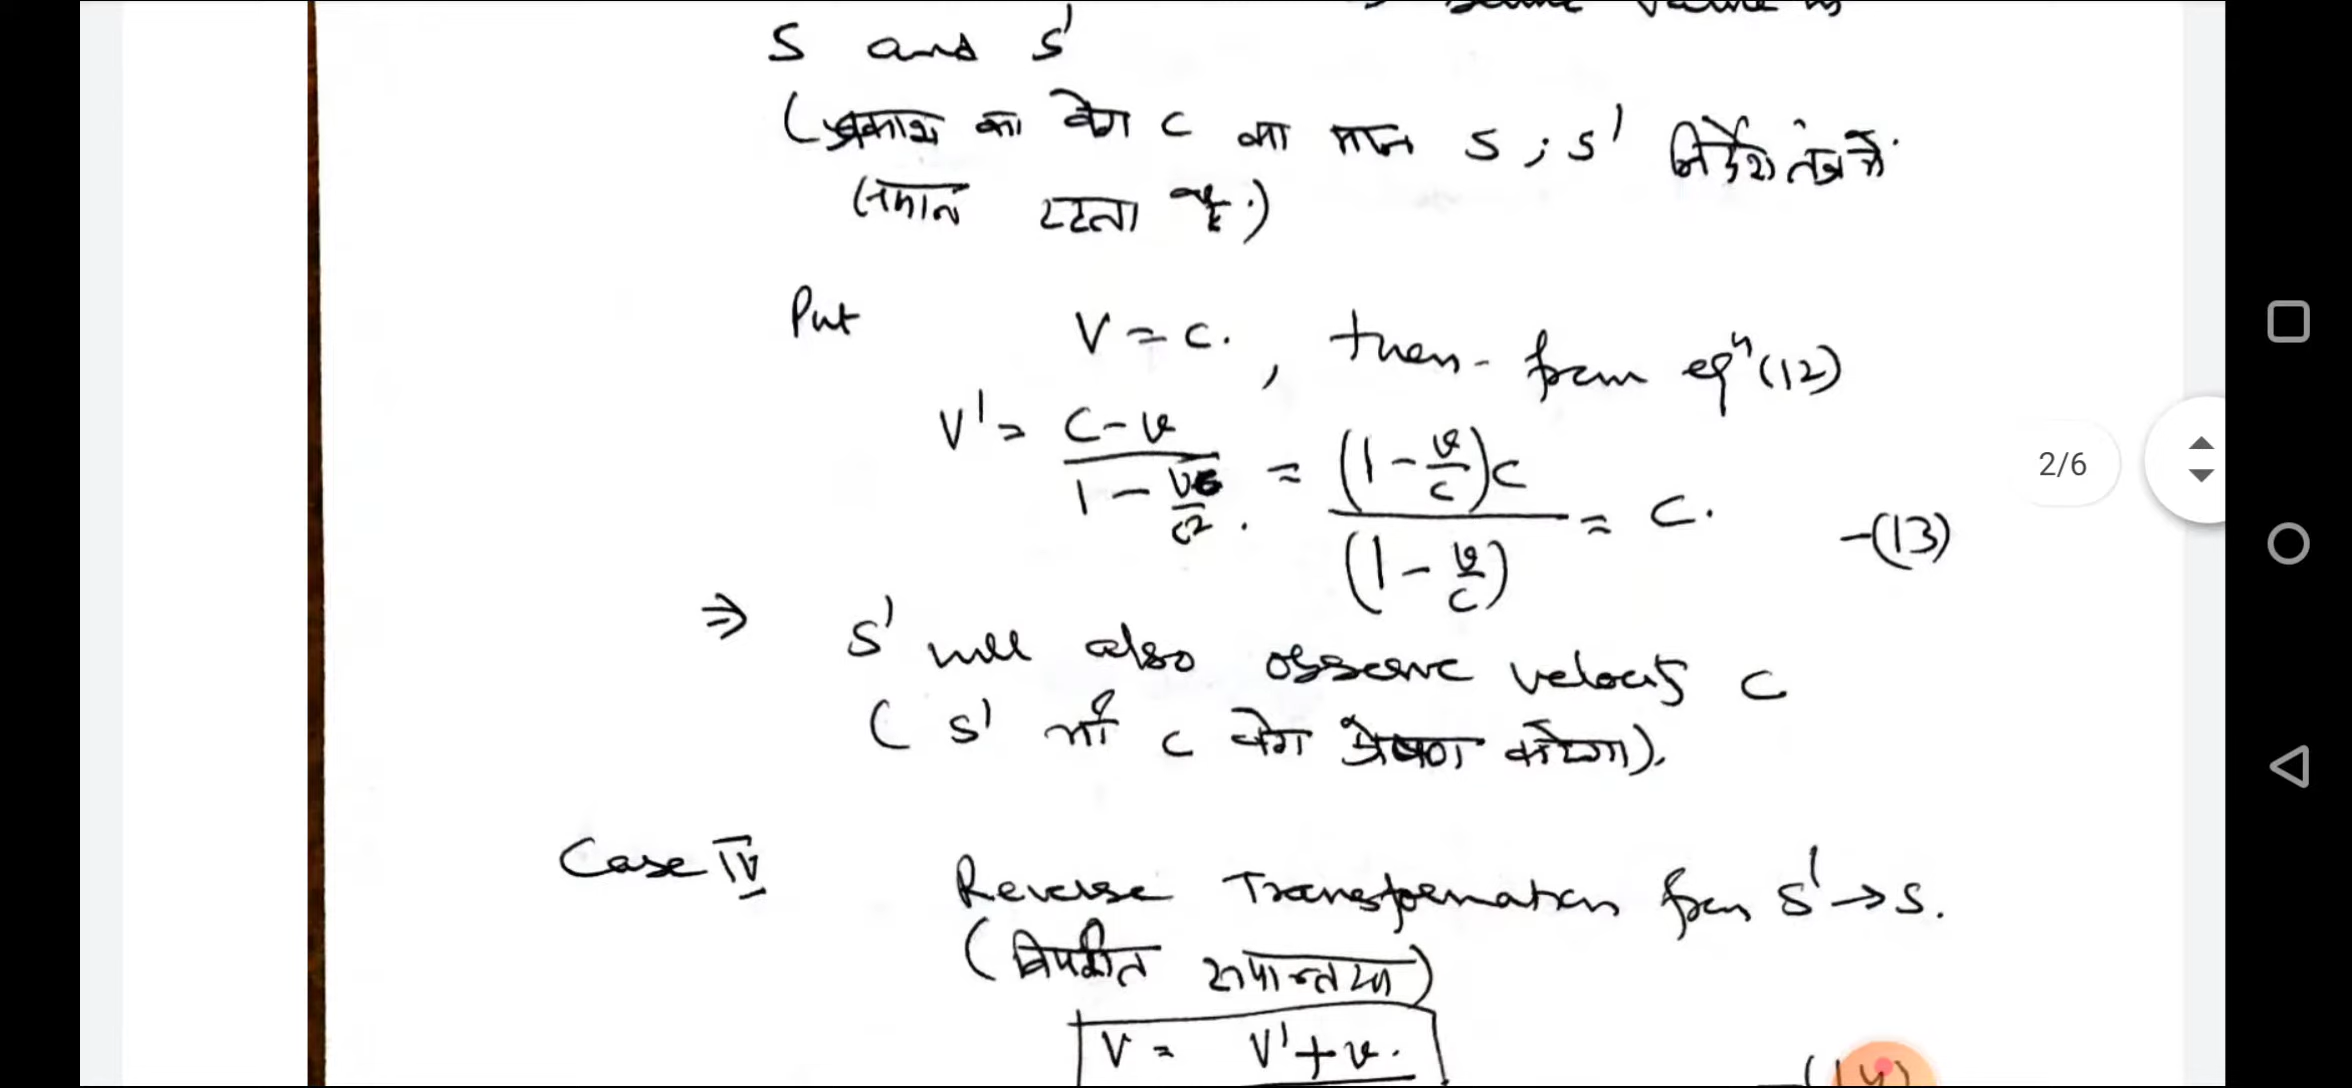 S and S'
(प्रकाश का वेग c का मान S ; S' निर्देश तंत्र में
समान रहता है.)
Put V = c. , then from eqn (12)
V' = (c - v) / (1 - vc/c²) = (1 - v/c)c / (1 - v/c) = c. -(13)
⇒ S' will also observe velocity c
( S' भी c वेग प्रेक्षण करेगा).
Case IV Reverse Transformation from S' → S.
(विपरीत रूपान्तरण)
V = V' + v.
-(14)
2/6